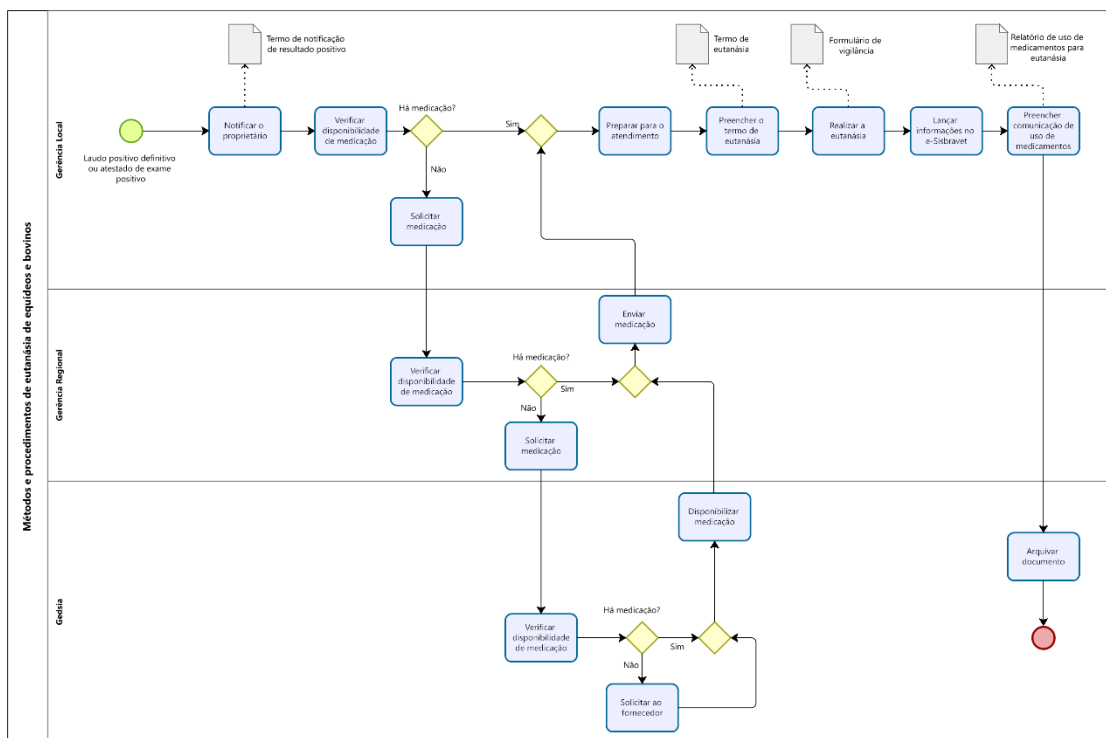 Métodos e procedimentos de eutanásia de equídeos e bovinos
Gerência Local
Termo de notificação
de resultado positivo
Termo de
eutanásia
Formulário de
vigilância
Relatório de uso de
medicamentos para
eutanásia
Laudo positivo definitivo
ou atestado de exame
positivo
Notificar o
proprietário
Verificar
disponibilidade
de medicação
Há medicação?
Sim
Não
Solicitar
medicação
Preparar para o
atendimento
Preencher o
termo de
eutanásia
Realizar a
eutanásia
Lançar
informações no
e-Sisbravet
Preencher
comunicação de
uso de
medicamentos
Gerência Regional
Verificar
disponibilidade
de medicação
Há medicação?
Sim
Não
Solicitar
medicação
Enviar
medicação
Gedsia
Verificar
disponibilidade
de medicação
Há medicação?
Sim
Não
Solicitar ao
fornecedor
Disponibilizar
medicação
Arquivar
documento